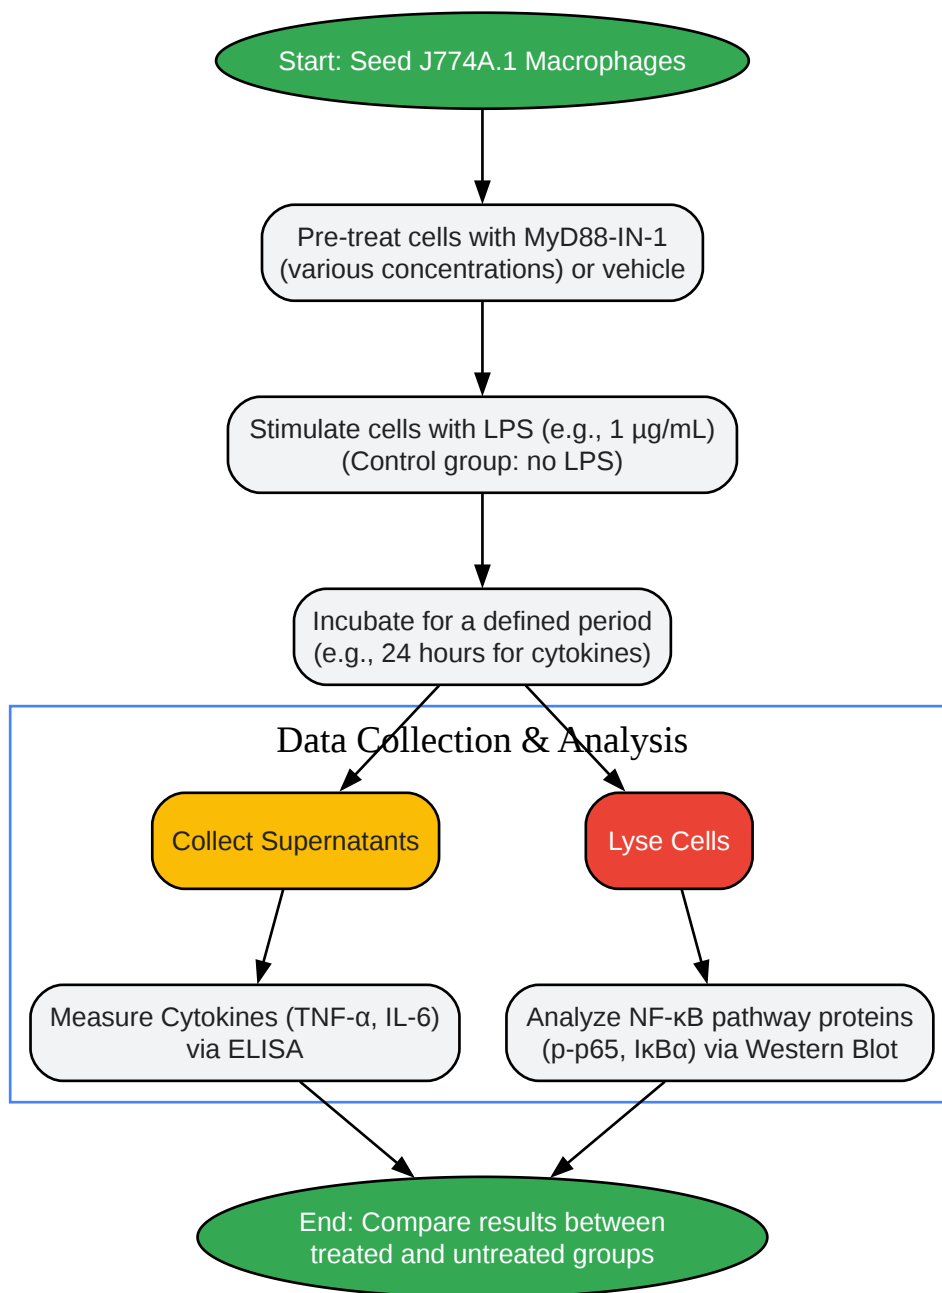 Start: Seed J774A.1 Macrophages
Pre-treat cells with MyD88-IN-1
(various concentrations) or vehicle
Stimulate cells with LPS (e.g., 1 µg/mL)
(Control group: no LPS)
Incubate for a defined period
(e.g., 24 hours for cytokines)
Data Collection & Analysis
Collect Supernatants
Lyse Cells
Measure Cytokines (TNF-α, IL-6)
via ELISA
Analyze NF-κB pathway proteins
(p-p65, IκBα) via Western Blot
End: Compare results between
treated and untreated groups